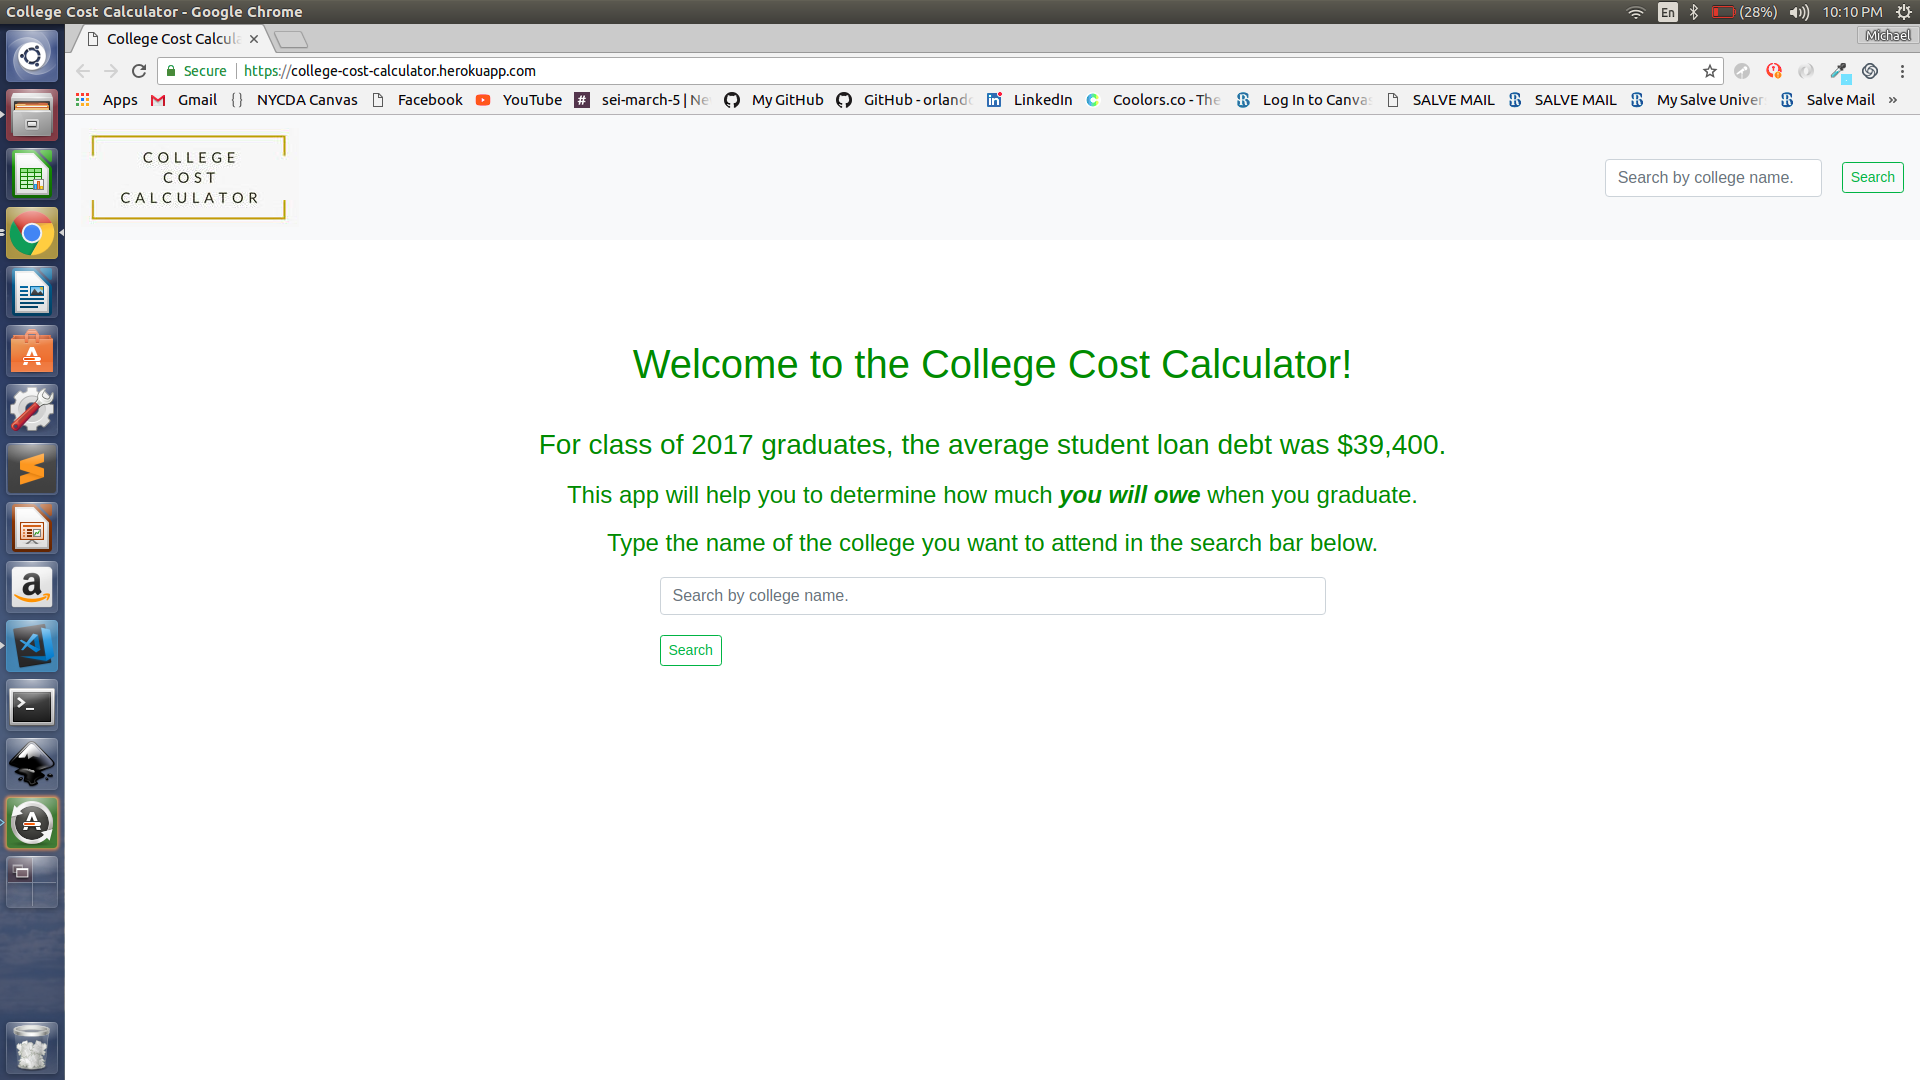 College Cost Calculator - Google Chrome
En (28%) 10:10 PM
College Cost Calcul
Michael
Secure https://college-cost-calculator.herokuapp.com
Apps Gmail NYCDA Canvas Facebook YouTube sei-march-5 | Ne My GitHub GitHub - orland LinkedIn Coolors.co - The Log In to Canva SALVE MAIL SALVE MAIL My Salve Univer Salve Mail »
COLLEGE
COST
CALCULATOR
Search by college name. Search
Welcome to the College Cost Calculator!
For class of 2017 graduates, the average student loan debt was $39,400.
This app will help you to determine how much you will owe when you graduate.
Type the name of the college you want to attend in the search bar below.
Search by college name.
Search